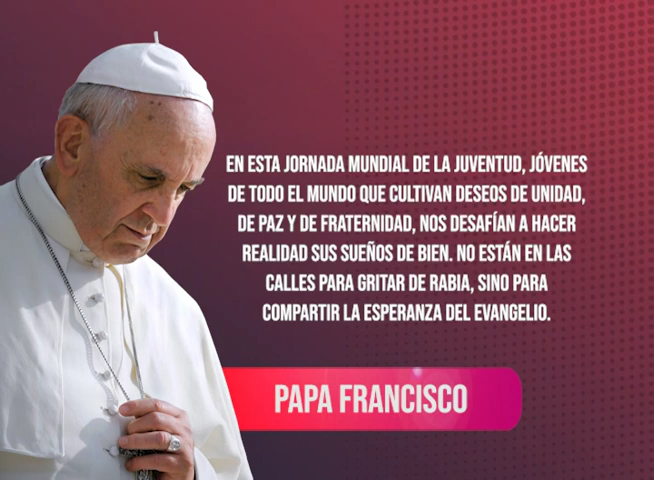 EN ESTA JORNADA MUNDIAL DE LA JUVENTUD, JÓVENES
DE TODO EL MUNDO QUE CULTIVAN DESEOS DE UNIDAD,
DE PAZ Y DE FRATERNIDAD, NOS DESAFÍAN A HACER
REALIDAD SUS SUEÑOS DE BIEN. NO ESTÁN EN LAS
CALLES PARA GRITAR DE RABIA, SINO PARA
COMPARTIR LA ESPERANZA DEL EVANGELIO.
PAPA FRANCISCO